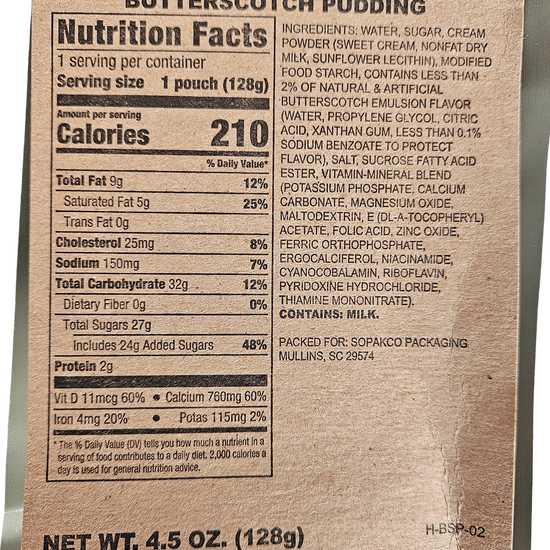 BUTTERSCOTCH PUDDING
Nutrition Facts
1 serving per container
Serving size 1 pouch (128g)
Amount per serving
Calories 210
% Daily Value*
Total Fat 9g 12%
Saturated Fat 5g 25%
Trans Fat 0g
Cholesterol 25mg 8%
Sodium 150mg 7%
Total Carbohydrate 32g 12%
Dietary Fiber 0g 0%
Total Sugars 27g
Includes 24g Added Sugars 48%
Protein 2g
Vit D 11mcg 60% • Calcium 760mg 60%
Iron 4mg 20% • Potas 115mg 2%
* The % Daily Value (DV) tells you how much a nutrient in a
serving of food contributes to a daily diet. 2,000 calories a
day is used for general nutrition advice.
INGREDIENTS: WATER, SUGAR, CREAM
POWDER (SWEET CREAM, NONFAT DRY
MILK, SUNFLOWER LECITHIN), MODIFIED
FOOD STARCH, CONTAINS LESS THAN
2% OF NATURAL & ARTIFICIAL
BUTTERSCOTCH EMULSION FLAVOR
(WATER, PROPYLENE GLYCOL, CITRIC
ACID, XANTHAN GUM, LESS THAN 0.1%
SODIUM BENZOATE TO PROTECT
FLAVOR), SALT, SUCROSE FATTY ACID
ESTER, VITAMIN-MINERAL BLEND
(POTASSIUM PHOSPHATE, CALCIUM
CARBONATE, MAGNESIUM OXIDE,
MALTODEXTRIN, E (DL-A-TOCOPHERYL)
ACETATE, FOLIC ACID, ZINC OXIDE,
FERRIC ORTHOPHOSPHATE,
ERGOCALCIFEROL, NIACINAMIDE,
CYANOCOBALAMIN, RIBOFLAVIN,
PYRIDOXINE HYDROCHLORIDE,
THIAMINE MONONITRATE).
CONTAINS: MILK.
PACKED FOR: SOPAKCO PACKAGING
MULLINS, SC 29574
H-BSP-02
NET WT. 4.5 OZ. (128g)